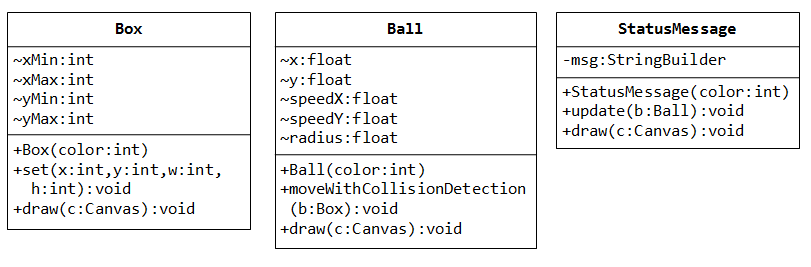 Box
~xMin:int
~xMax:int
~yMin:int
~yMax:int
+Box(color:int)
+set(x:int,y:int,w:int,
h:int):void
+draw(c:Canvas):void
Ball
~x:float
~y:float
~speedX:float
~speedY:float
~radius:float
+Ball(color:int)
+moveWithCollisionDetection
(b:Box):void
+draw(c:Canvas):void
StatusMessage
-msg:StringBuilder
+StatusMessage(color:int)
+update(b:Ball):void
+draw(c:Canvas):void